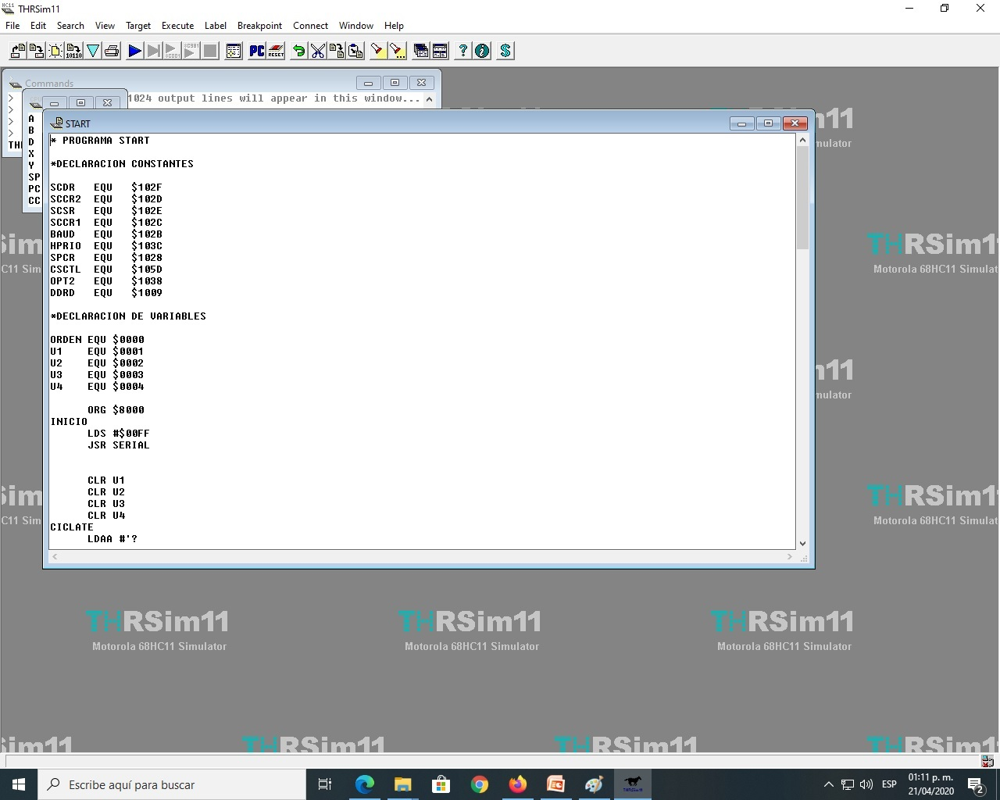 THRSim11
File Edit Search View Target Execute Label Breakpoint Connect Window Help
Commands
1024 output lines will appear in this window...
>
>
>
>
A
B
D
X
Y
SP
PC
CC
START
* PROGRAMA START
*DECLARACION CONSTANTES
SCDR EQU $102F
SCCR2 EQU $102D
SCSR EQU $102E
SCCR1 EQU $102C
BAUD EQU $102B
HPRIO EQU $103C
SPCR EQU $1028
CSCTL EQU $105D
OPT2 EQU $1038
DDRD EQU $1009
*DECLARACION DE VARIABLES
ORDEN EQU $0000
U1 EQU $0001
U2 EQU $0002
U3 EQU $0003
U4 EQU $0004
ORG $8000
INICIO
LDS #$00FF
JSR SERIAL
CLR U1
CLR U2
CLR U3
CLR U4
CICLATE
LDAA #'?
THRSim11
Motorola 68HC11 Simulator
THRSim11
Motorola 68HC11 Simulator
THRSim11
Motorola 68HC11 Simulator
Escribe aquí para buscar
ESP
01:11 p. m.
21/04/2020
2